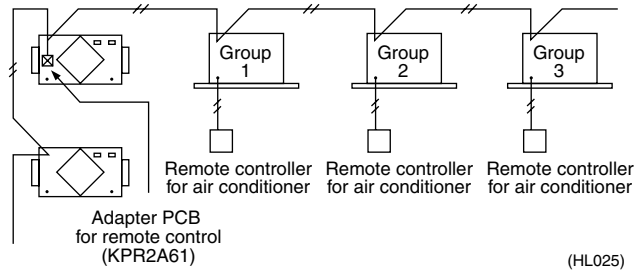 Group
1
Group
2
Group
3
Remote controller
for air conditioner
Remote controller
for air conditioner
Remote controller
for air conditioner
Adapter PCB
for remote control
(KPR2A61)
(HL025)